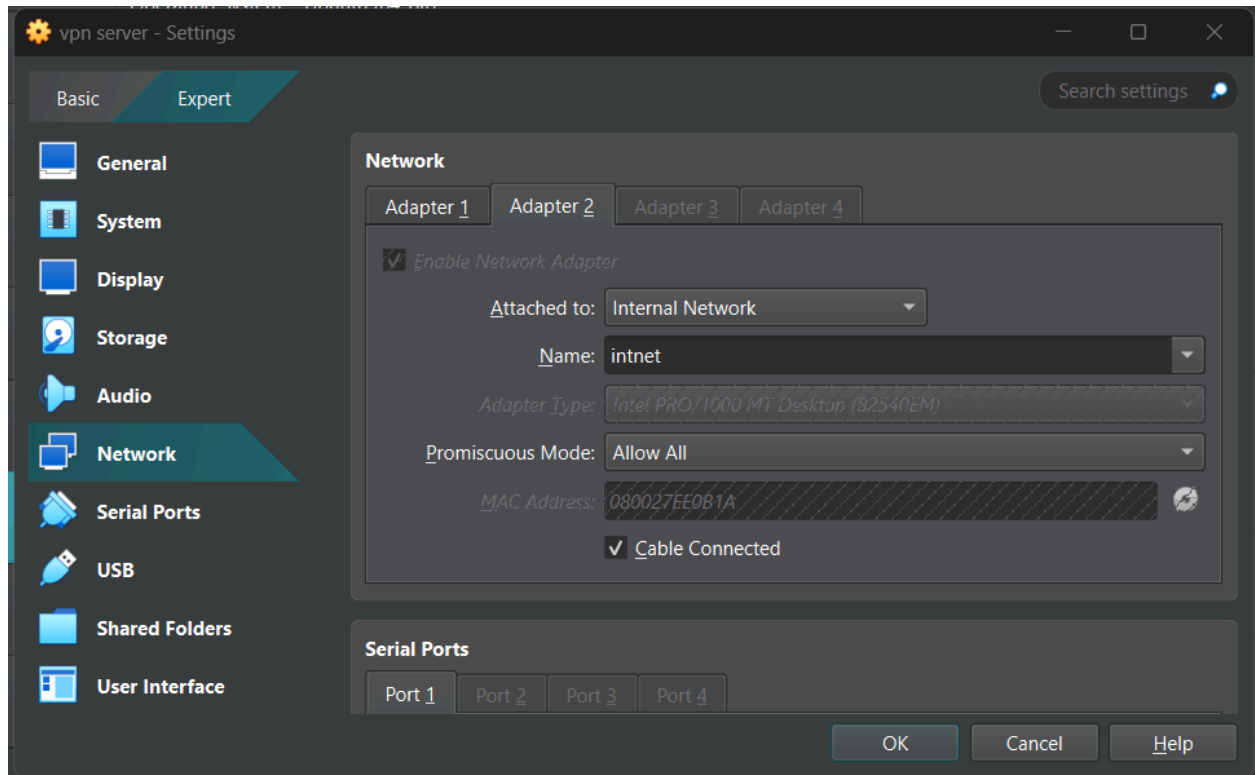 vpn server - Settings
Basic
Expert
Search settings
General
System
Display
Storage
Audio
Network
Serial Ports
USB
Shared Folders
User Interface
Network
Adapter 1
Adapter 2
Adapter 3
Adapter 4
Enable Network Adapter
Attached to: Internal Network
Name: intnet
Adapter Type: Intel PRO/1000 MT Desktop (82540EM)
Promiscuous Mode: Allow All
MAC Address: 080027EE0B1A
Cable Connected
Serial Ports
Port 1
Port 2
Port 3
Port 4
OK
Cancel
Help